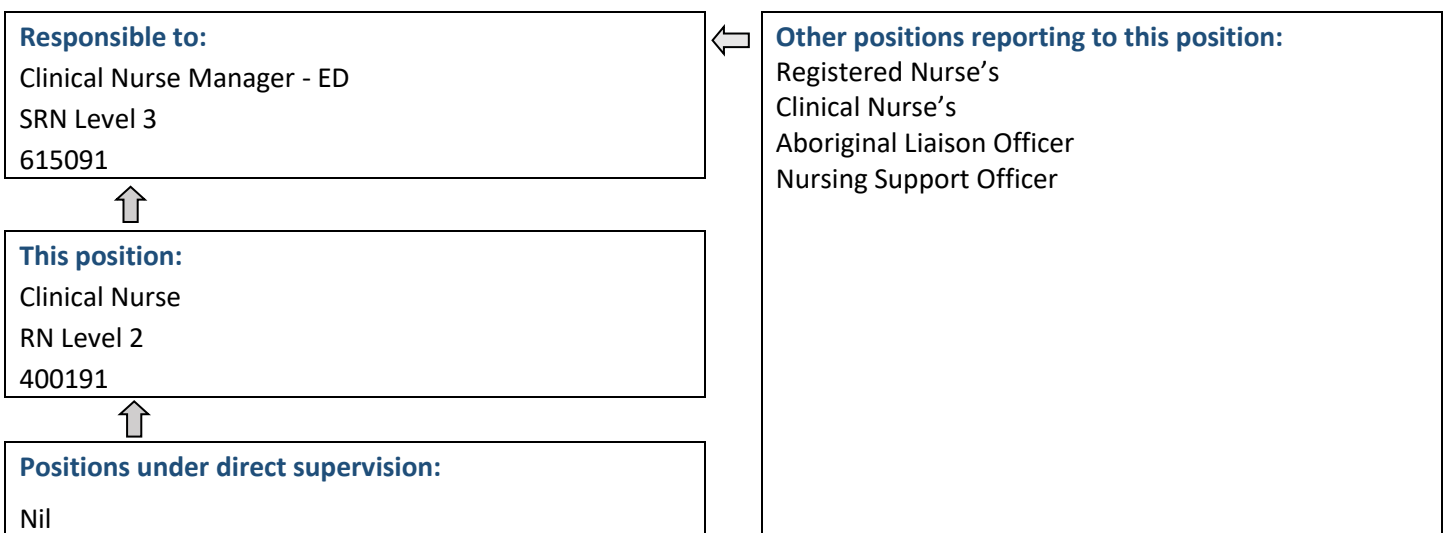 Responsible to:
Clinical Nurse Manager - ED
SRN Level 3
615091
This position:
Clinical Nurse
RN Level 2
400191
Positions under direct supervision:
Nil
Other positions reporting to this position:
Registered Nurse’s
Clinical Nurse’s
Aboriginal Liaison Officer
Nursing Support Officer